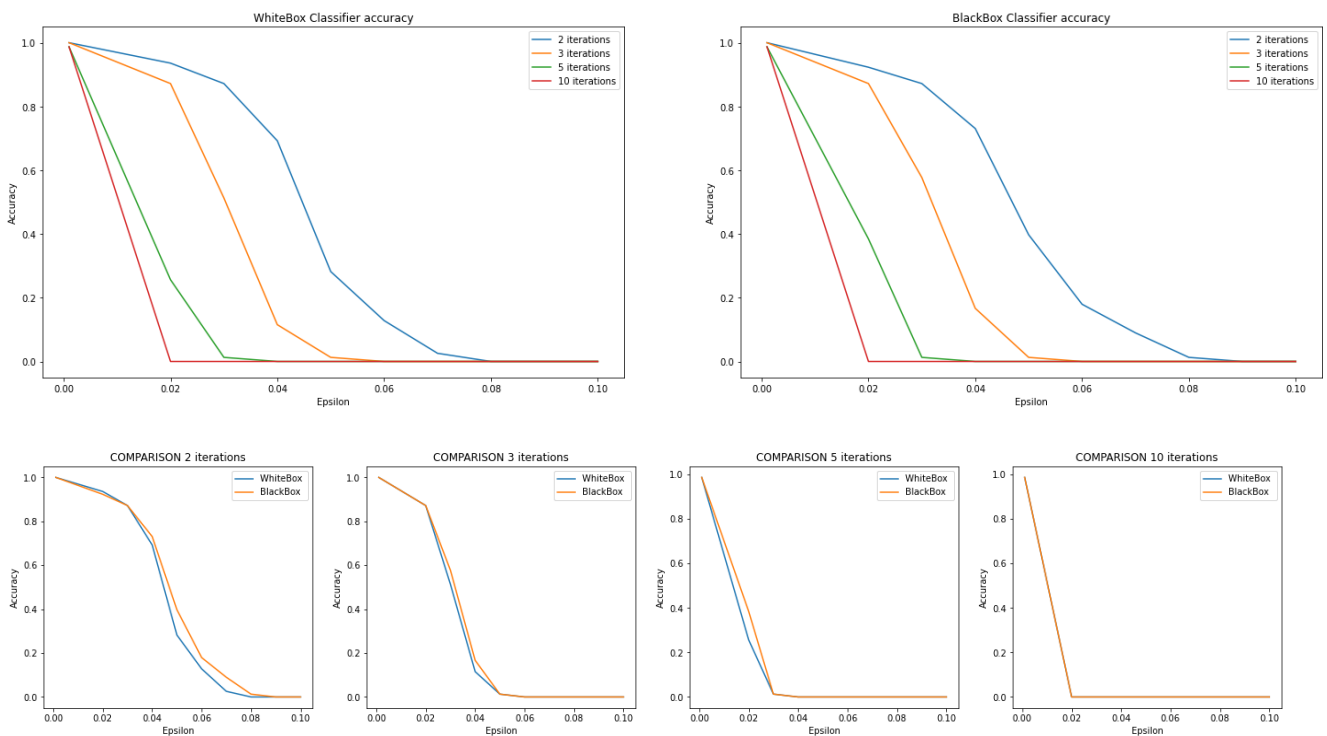 WhiteBox Classifier accuracy
1.0
0.8
0.6
0.4
0.2
0.0
Accuracy
2 iterations
3 iterations
5 iterations
10 iterations
0.00 0.02 0.04 0.06 0.08 0.10
Epsilon
BlackBox Classifier accuracy
1.0
0.8
0.6
0.4
0.2
0.0
Accuracy
2 iterations
3 iterations
5 iterations
10 iterations
0.00 0.02 0.04 0.06 0.08 0.10
Epsilon
COMPARISON 2 iterations
1.0
0.8
0.6
0.4
0.2
0.0
Accuracy
WhiteBox
BlackBox
0.00 0.02 0.04 0.06 0.08 0.10
Epsilon
COMPARISON 3 iterations
1.0
0.8
0.6
0.4
0.2
0.0
Accuracy
WhiteBox
BlackBox
0.00 0.02 0.04 0.06 0.08 0.10
Epsilon
COMPARISON 5 iterations
1.0
0.8
0.6
0.4
0.2
0.0
Accuracy
WhiteBox
BlackBox
0.00 0.02 0.04 0.06 0.08 0.10
Epsilon
COMPARISON 10 iterations
1.0
0.8
0.6
0.4
0.2
0.0
Accuracy
WhiteBox
BlackBox
0.00 0.02 0.04 0.06 0.08 0.10
Epsilon